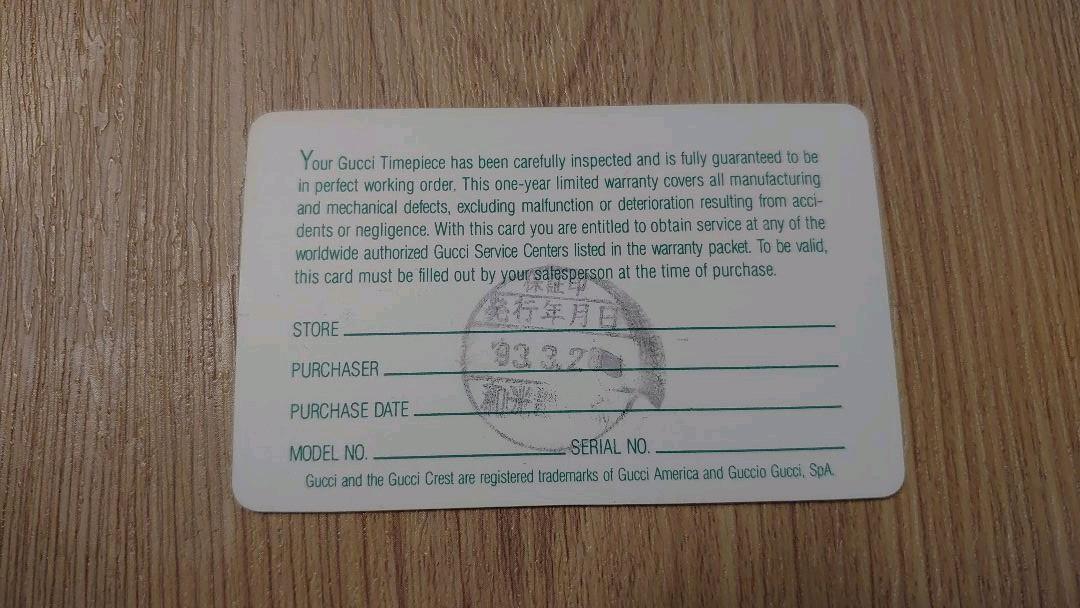 Your Gucci Timepiece has been carefully inspected and is fully guaranteed to be
in perfect working order. This one-year limited warranty covers all manufacturing
and mechanical defects, excluding malfunction or deterioration resulting from acci-
dents or negligence. With this card you are entitled to obtain service at any of the
worldwide authorized Gucci Service Centers listed in the warranty packet. To be valid,
this card must be filled out by your salesperson at the time of purchase.
保証印
発行年月日
STORE
'93.3.2
PURCHASER
PURCHASE DATE
MODEL NO. SERIAL NO.
Gucci and the Gucci Crest are registered trademarks of Gucci America and Guccio Gucci, SpA.